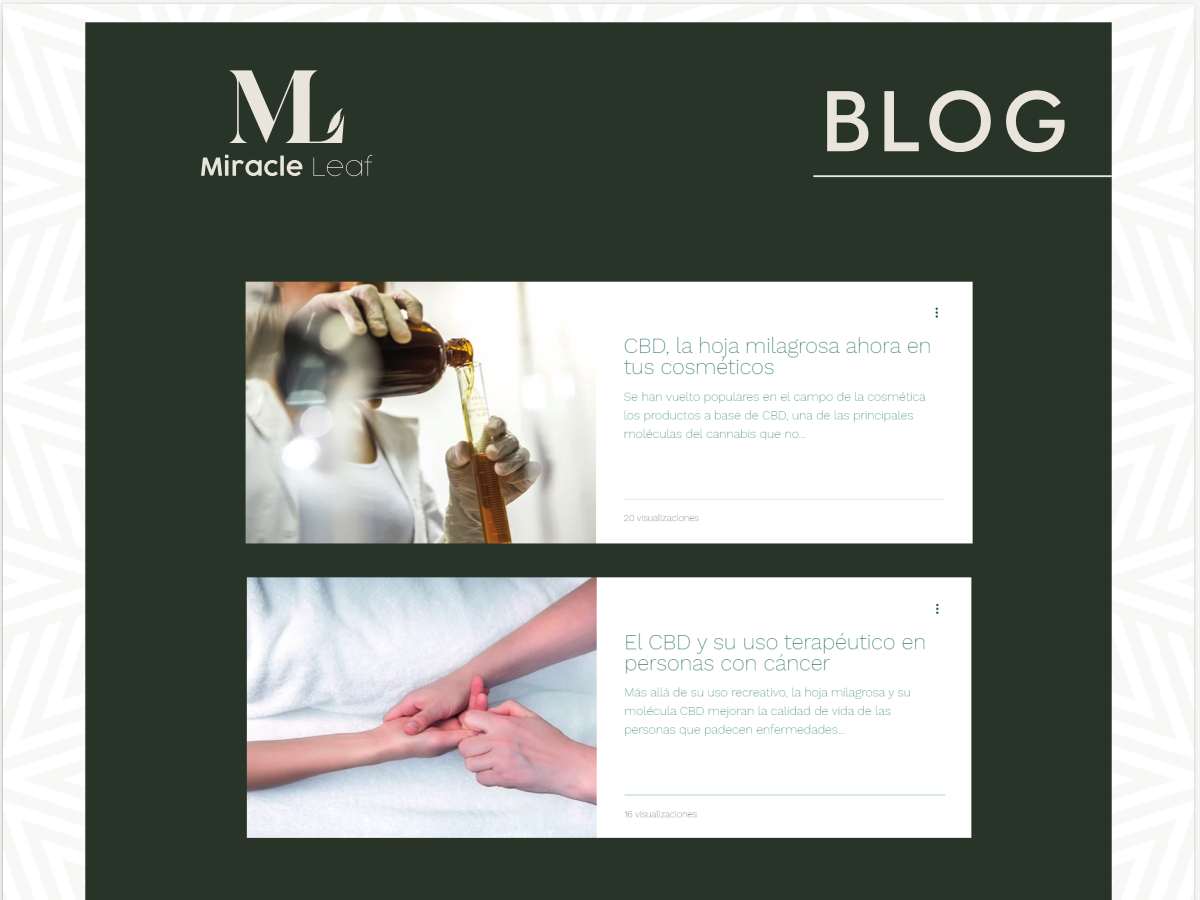 ML
Miracle Leaf
BLOG
CBD, la hoja milagrosa ahora en
tus cosméticos
Se han vuelto populares en el campo de la cosmética
los productos a base de CBD, una de las principales
moléculas del cannabis que no...
20 visualizaciones
El CBD y su uso terapéutico en
personas con cáncer
Más allá de su uso recreativo, la hoja milagrosa y su
molécula CBD mejoran la calidad de vida de las
personas que padecen enfermedades...
16 visualizaciones